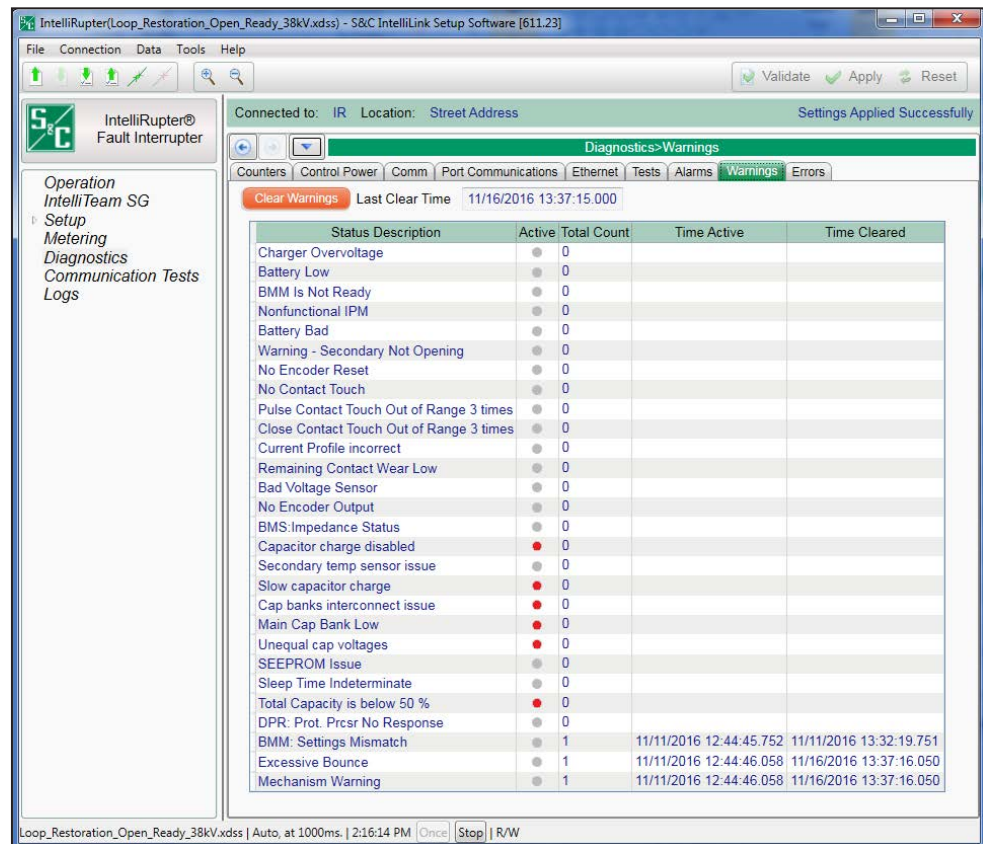 IntelliRupter(Loop_Restoration_Open_Ready_38kV.xdss) - S&C IntelliLink Setup Software [611.23]
File Connection Data Tools Help
Validate Apply Reset
S&C
IntelliRupter®
Fault Interrupter
Connected to: IR Location: Street Address Settings Applied Successfully
Diagnostics>Warnings
Counters Control Power Comm Port Communications Ethernet Tests Alarms Warnings Errors
Operation
IntelliTeam SG
Setup
Metering
Diagnostics
Communication Tests
Logs
Clear Warnings Last Clear Time 11/16/2016 13:37:15.000
Status Description Active Total Count Time Active Time Cleared
Charger Overvoltage 0
Battery Low 0
BMM Is Not Ready 0
Nonfunctional IPM 0
Battery Bad 0
Warning - Secondary Not Opening 0
No Encoder Reset 0
No Contact Touch 0
Pulse Contact Touch Out of Range 3 times 0
Close Contact Touch Out of Range 3 times 0
Current Profile incorrect 0
Remaining Contact Wear Low 0
Bad Voltage Sensor 0
No Encoder Output 0
BMS:Impedance Status 0
Capacitor charge disabled 0
Secondary temp sensor issue 0
Slow capacitor charge 0
Cap banks interconnect issue 0
Main Cap Bank Low 0
Unequal cap voltages 0
SEEPROM Issue 0
Sleep Time Indeterminate 0
Total Capacity is below 50 % 0
DPR: Prot. Prcsr No Response 0
BMM: Settings Mismatch 1 11/11/2016 12:44:45.752 11/11/2016 13:32:19.751
Excessive Bounce 1 11/11/2016 12:44:46.058 11/16/2016 13:37:16.050
Mechanism Warning 1 11/11/2016 12:44:46.058 11/16/2016 13:37:16.050
Loop_Restoration_Open_Ready_38kV.xdss | Auto, at 1000ms. | 2:16:14 PM Once Stop | R/W